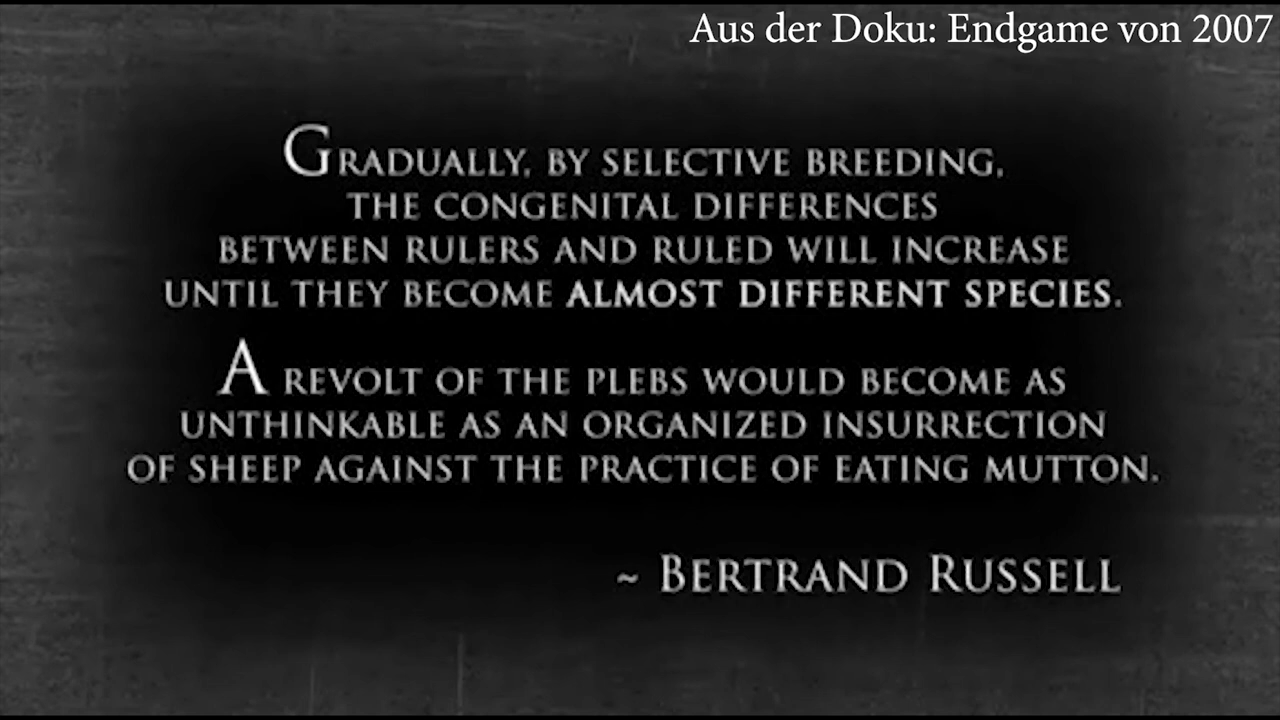 Aus der Doku: Endgame von 2007
GRADUALLY, BY SELECTIVE BREEDING,
THE CONGENITAL DIFFERENCES
BETWEEN RULERS AND RULED WILL INCREASE
UNTIL THEY BECOME ALMOST DIFFERENT SPECIES.
A REVOLT OF THE PLEBS WOULD BECOME AS
UNTHINKABLE AS AN ORGANIZED INSURRECTION
OF SHEEP AGAINST THE PRACTICE OF EATING MUTTON.
~ BERTRAND RUSSELL